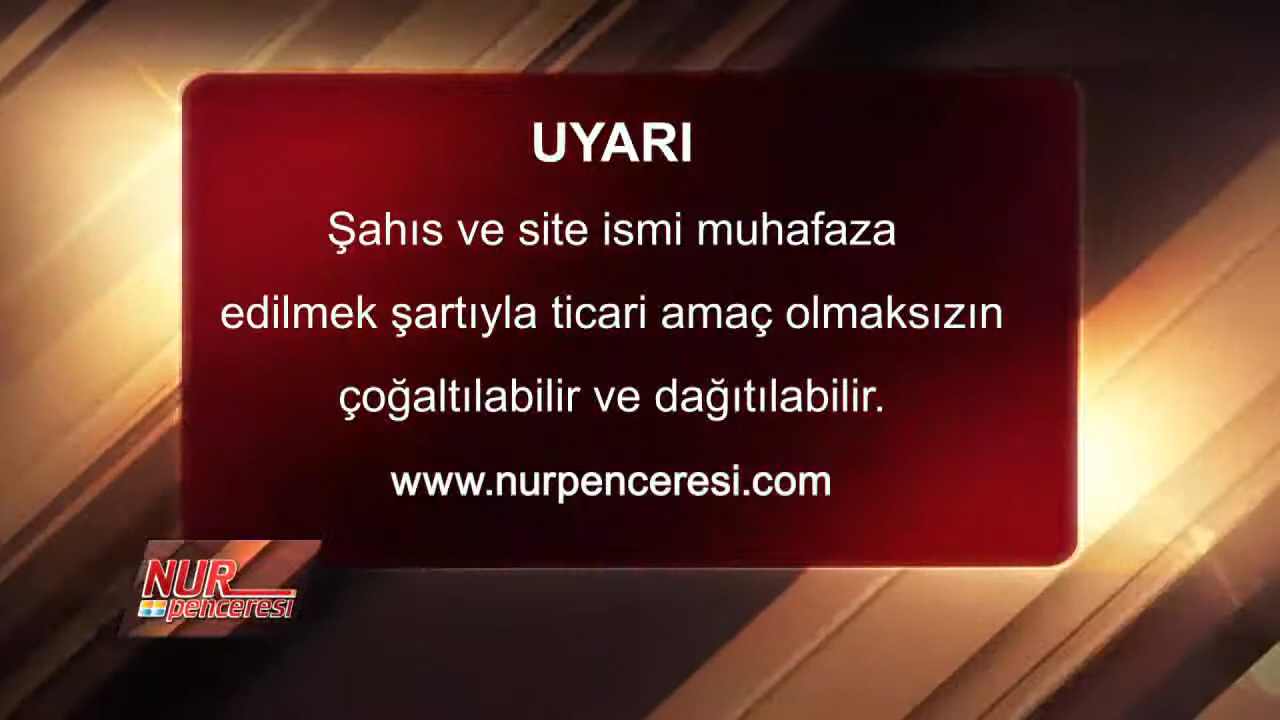 UYARI
Şahıs ve site ismi muhafaza
edilmek şartıyla ticari amaç olmaksızın
çoğaltılabilir ve dağıtılabilir.
www.nurpenceresi.com
NUR
penceresi